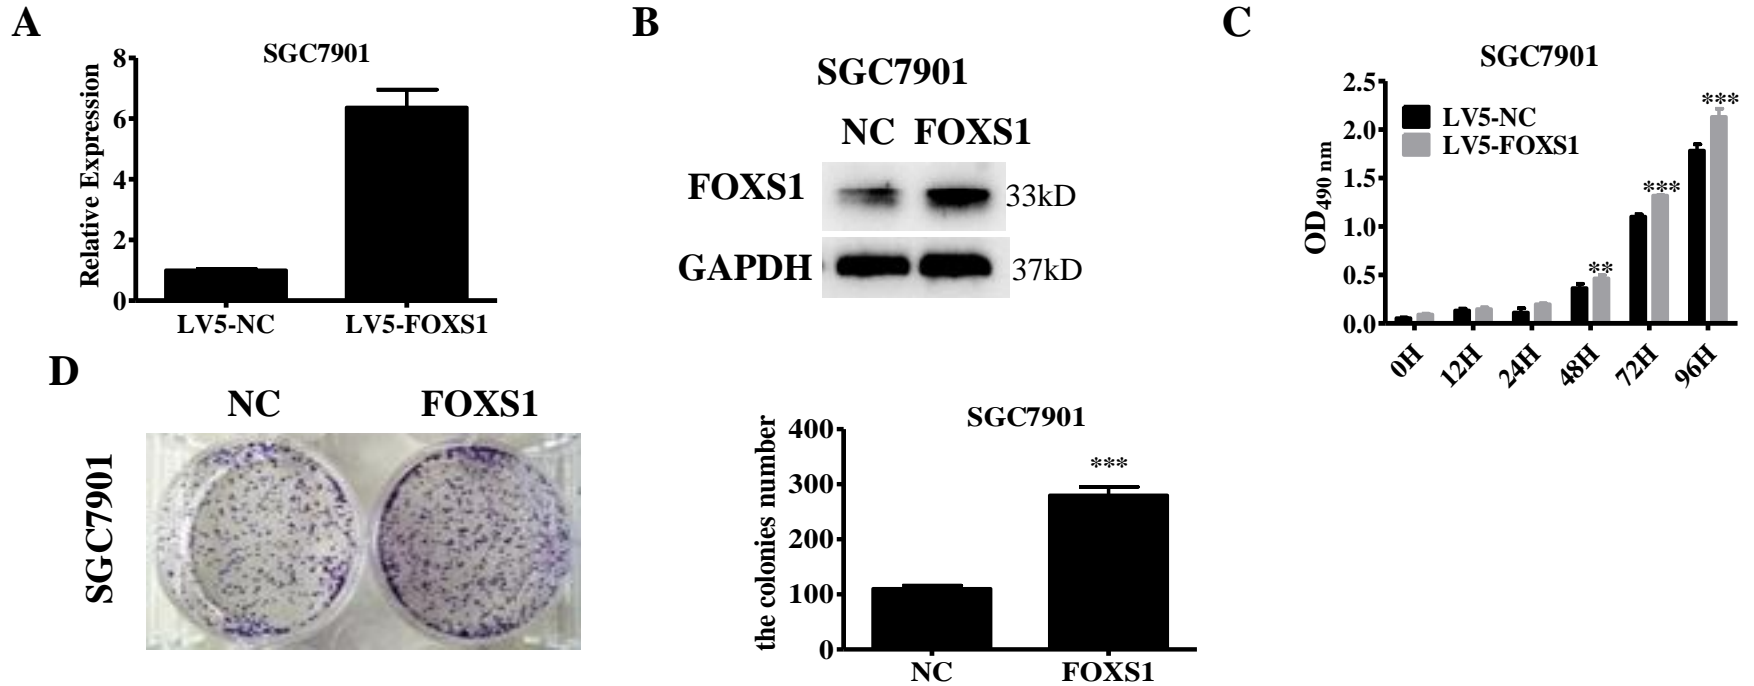 A
SGC7901
Relative Expression
8
6
4
2
0
LV5-NC
LV5-FOXS1
B
SGC7901
NC FOXS1
FOXS1
33kD
GAPDH
37kD
C
SGC7901
OD490 nm
2.5
2.0
1.5
1.0
0.5
0.0
LV5-NC
LV5-FOXS1
**
***
***
0H
12H
24H
48H
72H
96H
D
NC
FOXS1
SGC7901
SGC7901
the colonies number
400
300
200
100
0
***
NC
FOXS1